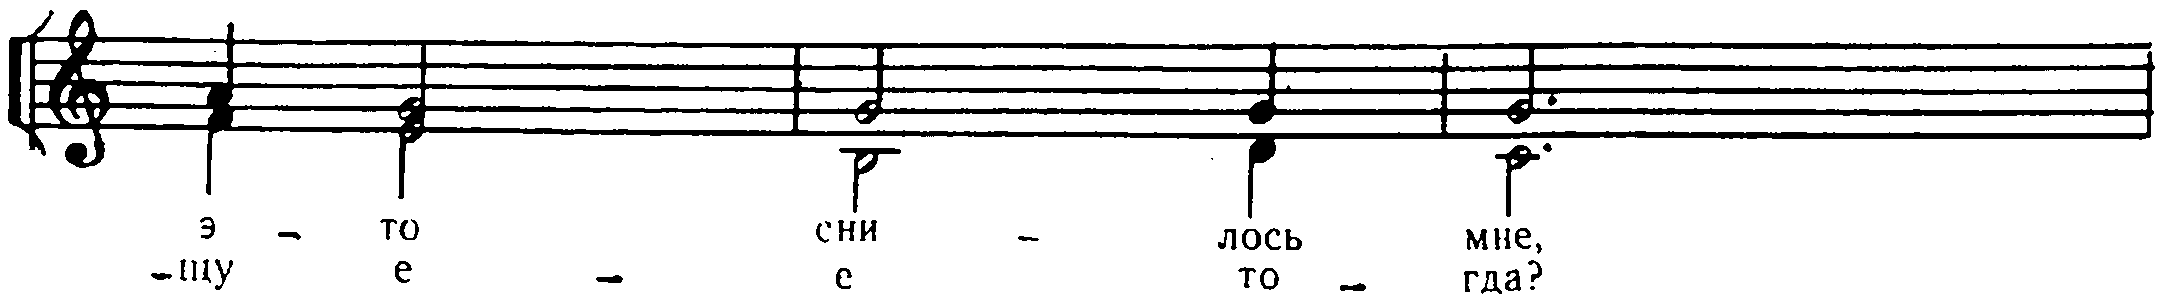 э - то сни - лось мне,
-щу е - е то - гда?